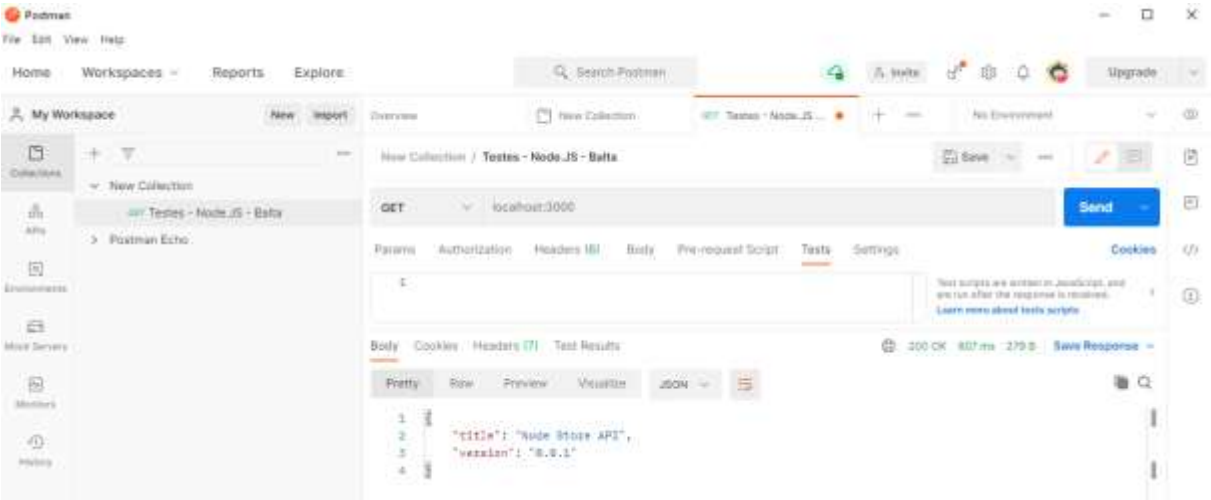 Postman
File Edit View Help
Home Workspaces Reports Explore
Search Postman
Invite
Upgrade
My Workspace
New Import
Overview
New Collection
GET Testes - Node.JS ...
No Environment
Collections
APIs
Environments
Mock Servers
Monitors
History
New Collection
GET Testes - Node.JS - Balta
Postman Echo
New Collection / Testes - Node.JS - Balta
Save
GET localhost:3000
Send
Params Authorization Headers (6) Body Pre-request Script Tests Settings
Cookies
1
Test scripts are written in JavaScript, and
are run after the response is received.
Learn more about tests scripts
Body Cookies Headers (7) Test Results
200 OK 607 ms 279 B Save Response
Pretty Raw Preview Visualize JSON
1 {
2 "title": "Node Store API",
3 "version": "0.0.1"
4 }